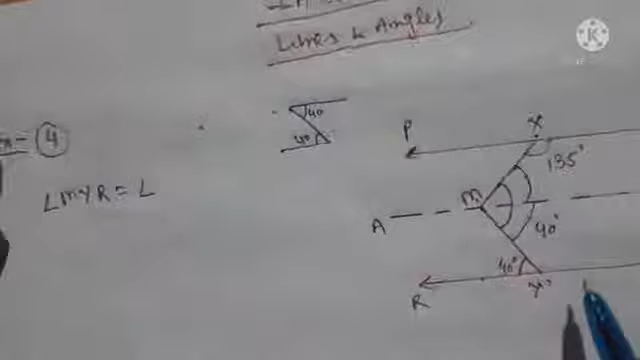 Lines & Angles
K
40
40
4
∠MYR = ∠
P
X
135°
M
A
40°
40°
R